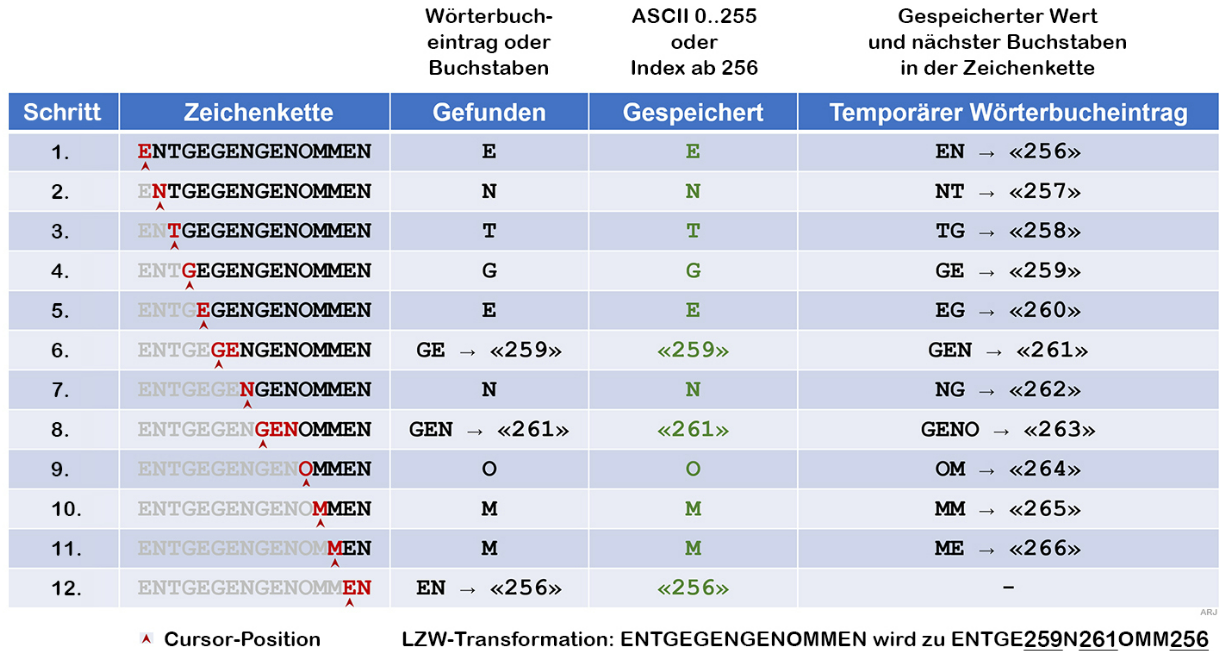 Wörterbuch-
eintrag oder
Buchstaben
ASCII 0..255
oder
Index ab 256
Gespeicherter Wert
und nächster Buchstaben
in der Zeichenkette
Schritt Zeichenkette Gefunden Gespeichert Temporärer Wörterbucheintrag
1. ENTGEGENGENOMMEN E E EN → «256»
2. ENTGEGENGENOMMEN N N NT → «257»
3. ENTGEGENGENOMMEN T T TG → «258»
4. ENTGEGENGENOMMEN G G GE → «259»
5. ENTGEGENGENOMMEN E E EG → «260»
6. ENTGEGENGENOMMEN GE → «259» «259» GEN → «261»
7. ENTGEGENGENOMMEN N N NG → «262»
8. ENTGEGENGENOMMEN GEN → «261» «261» GENO → «263»
9. ENTGEGENGENOMMEN O O OM → «264»
10. ENTGEGENGENOMMEN M M MM → «265»
11. ENTGEGENGENOMMEN M M ME → «266»
12. ENTGEGENGENOMMEN EN → «256» «256» –
ARJ
Cursor-Position LZW-Transformation: ENTGEGENGENOMMEN wird zu ENTGE259N261OMM256